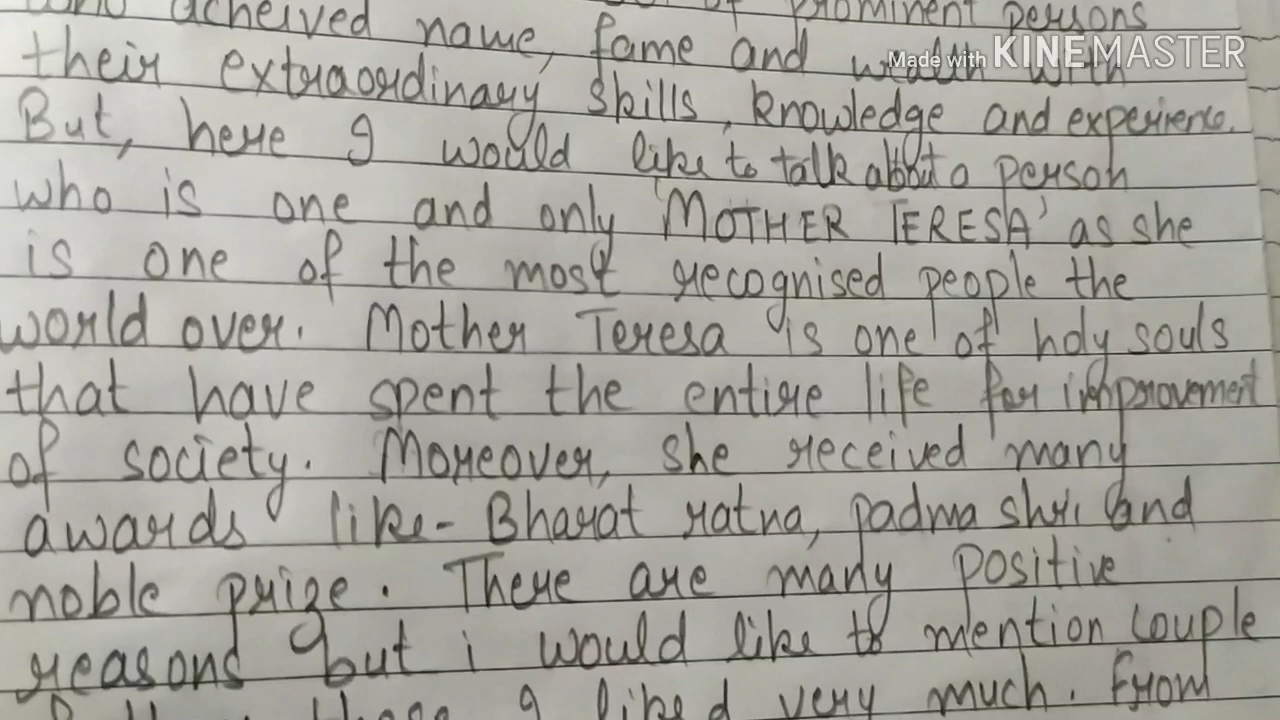 acheived name, fame and wealth with
Made with KINEMASTER
their extraordinary skills, knowledge and experience.
But, here I would like to talk about a person
who is one and only 'MOTHER TERESA' as she
is one of the most recognised people the
world over. Mother Teresa is one of holy souls
that have spent the entire life for improvement
of society. Moreover, she received many
awards like- Bharat ratna, padma shri and
noble prize. There are many positive
reasons but i would like to mention couple
I liked very much. From